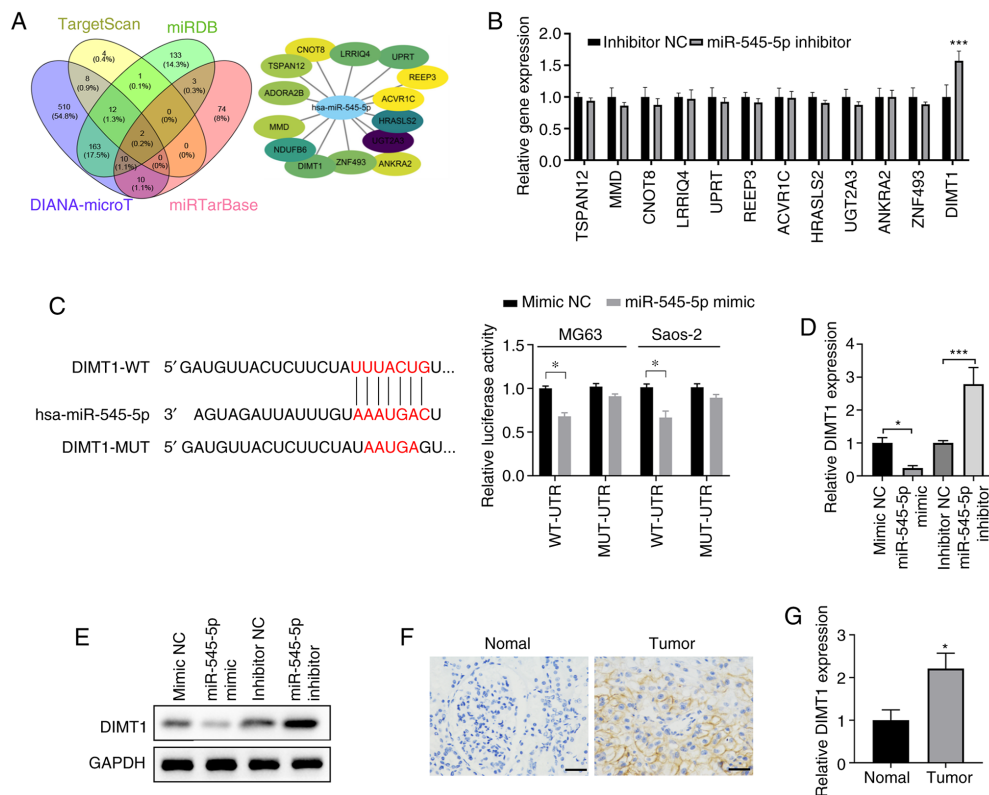 A
TargetScan
miRDB
4
(0.4%)
133
(14.3%)
8
(0.9%)
1
(0.1%)
3
(0.3%)
510
(54.8%)
12
(1.3%)
0
(0%)
74
(8%)
2
(0.2%)
163
(17.5%)
10
(1.1%)
0
(0%)
0
(0%)
10
(1.1%)
DIANA-microT
miRTarBase
CNOT8
LRRIQ4
UPRT
TSPAN12
REEP3
ADORA2B
ACVR1C
hsa-miR-545-5p
HRASLS2
MMD
UGT2A3
NDUFB6
DIMT1
ZNF493
ANKRA2
B
Inhibitor NC
miR-545-5p inhibitor
***
Relative gene expression
2.0
1.5
1.0
0.5
0.0
TSPAN12
MMD
CNOT8
LRRIQ4
UPRT
REEP3
ACVR1C
HRASLS2
UGT2A3
ANKRA2
ZNF493
DIMT1
C
DIMT1-WT 5′ GAUGUUACUCUUCUAUUUACUGU...
hsa-miR-545-5p 3′ AGUAGAUUAUUUGUAAAUGACU
DIMT1-MUT 5′ GAUGUUACUCUUCUAUAAUGAGU...
Mimic NC
miR-545-5p mimic
MG63
Saos-2
Relative luciferase activity
1.5
1.0
0.5
0.0
*
*
WT-UTR
MUT-UTR
WT-UTR
MUT-UTR
D
Relative DIMT1 expression
4
3
2
1
0
*
***
Mimic NC
miR-545-5p
mimic
Inhibitor NC
miR-545-5p
inhibitor
E
Mimic NC
miR-545-5p
mimic
Inhibitor NC
miR-545-5p
inhibitor
DIMT1
GAPDH
F
Nomal
Tumor
G
Relative DIMT1 expression
3
2
1
0
*
Nomal
Tumor